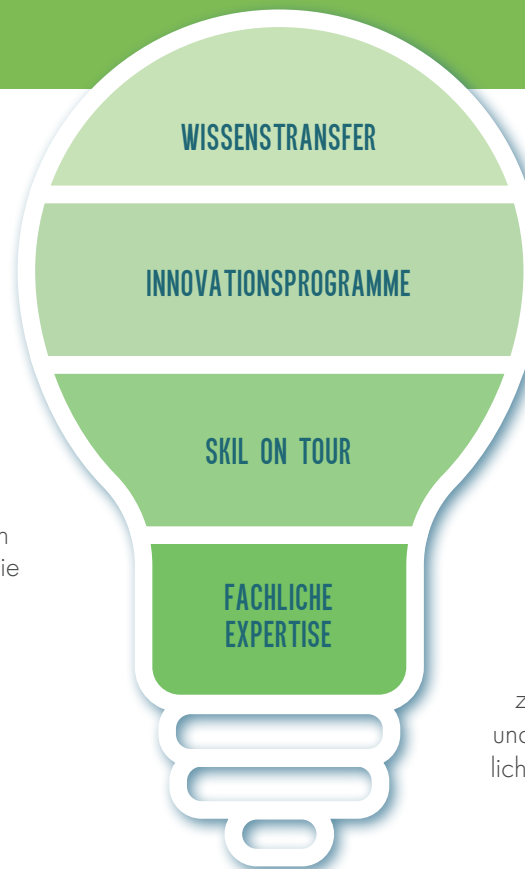 WISSENSTRANSFER
INNOVATIONSPROGRAMME
SKIL ON TOUR
FACHLICHE
EXPERTISE